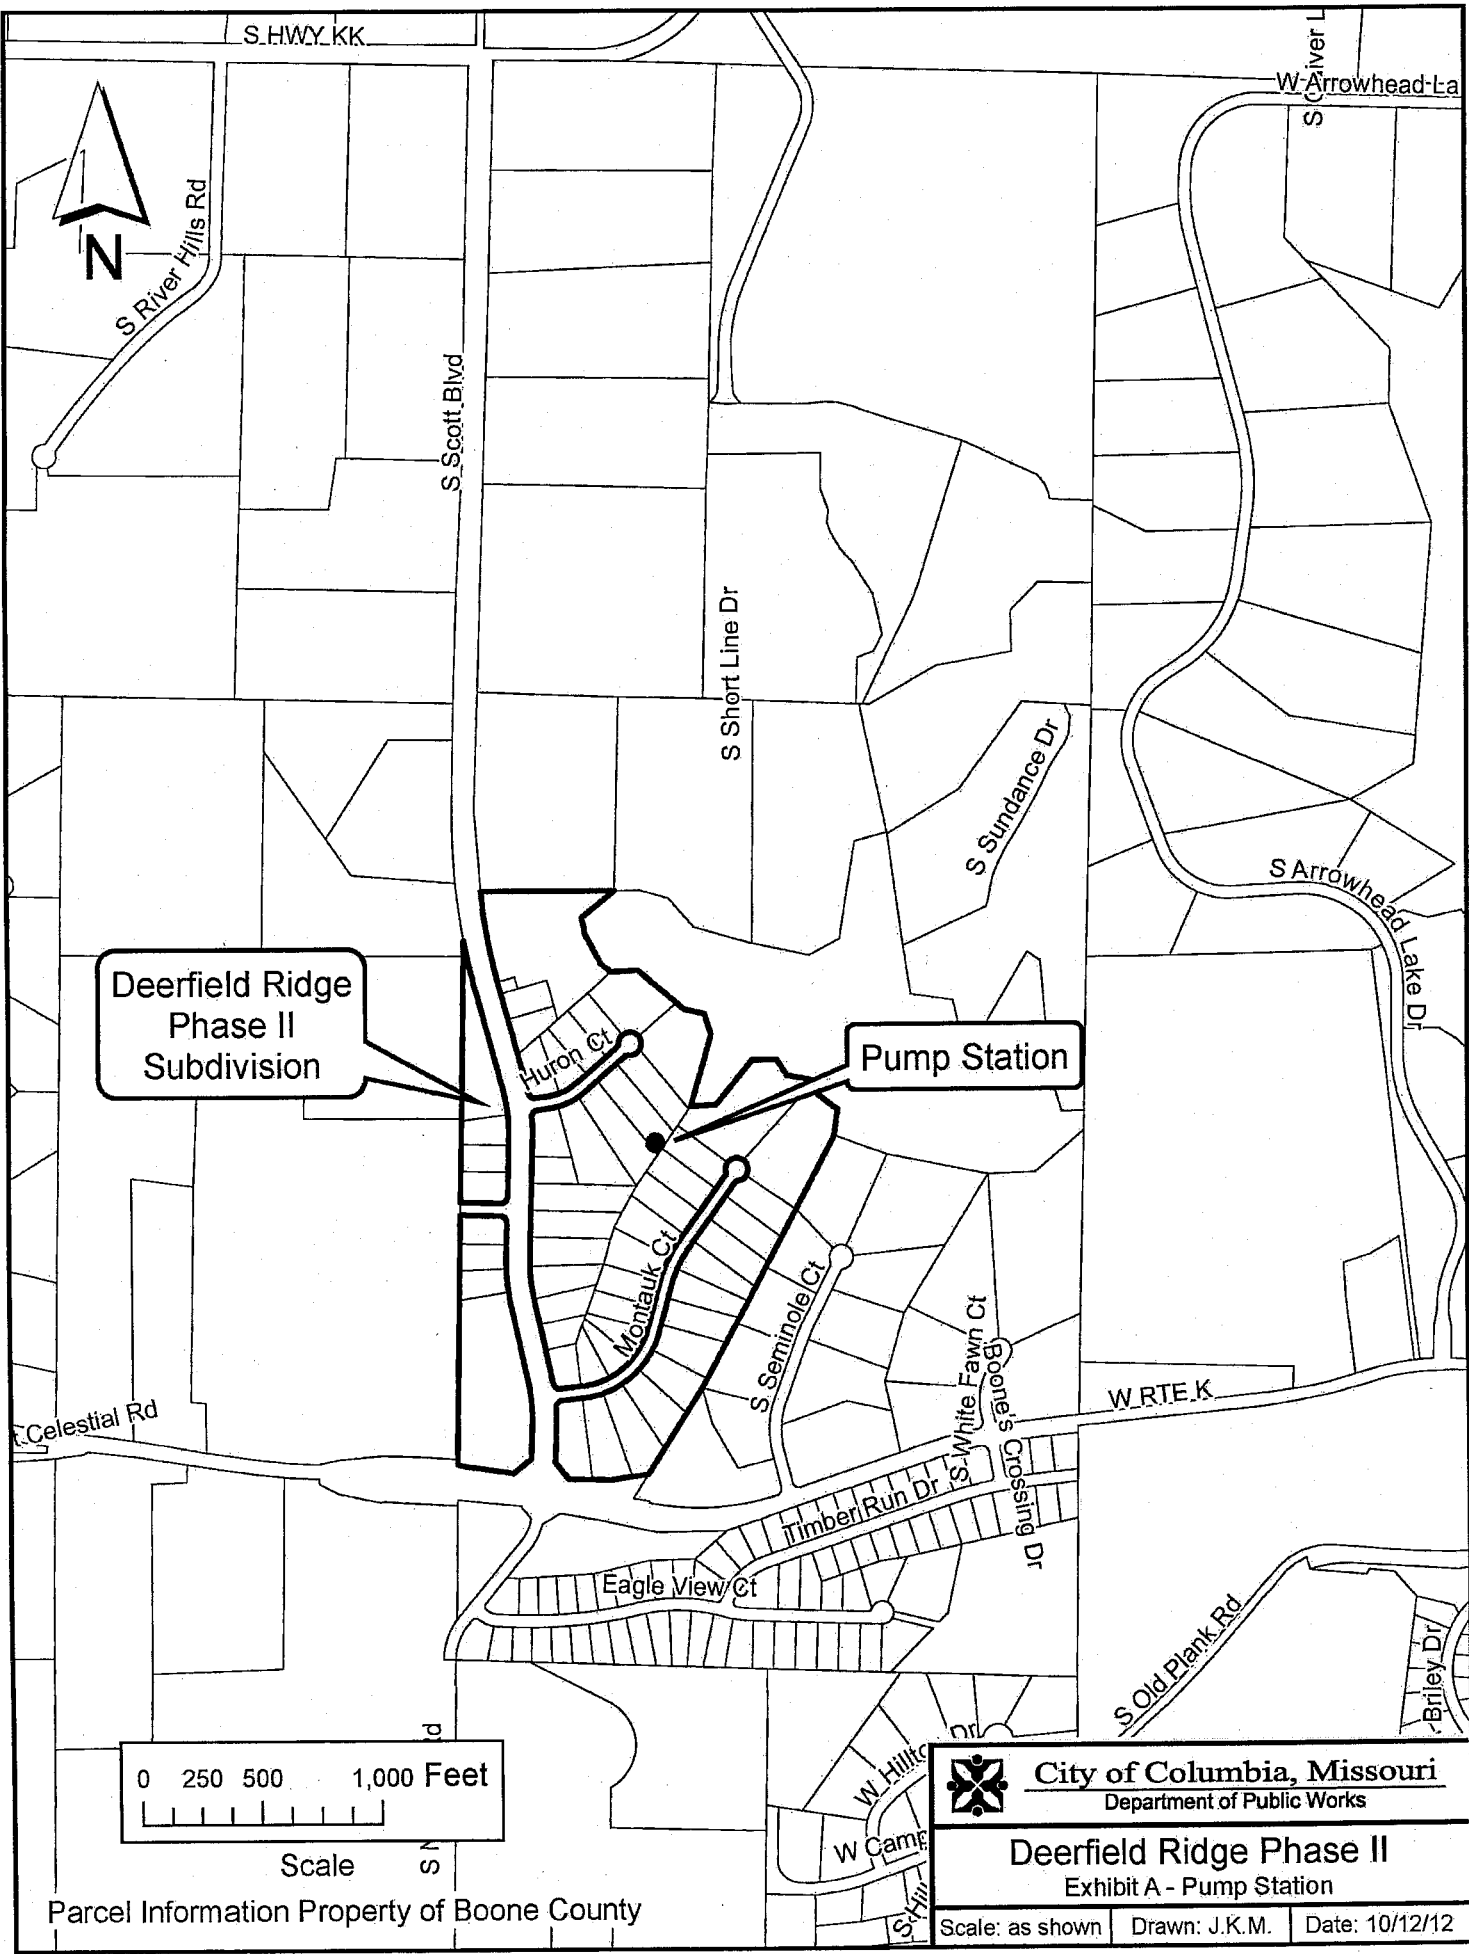 S HWY KK
S River L
W Arrowhead La
N
S River Hills Rd
S Scott Blvd
S Short Line Dr
S Sundance Dr
S Arrowhead Lake Dr
Deerfield Ridge
Phase II
Subdivision
Huron Ct
Pump Station
Montauk Ct
S Seminole Ct
S White Fawn Ct
Boone's Crossing Dr
W RTE K
Celestial Rd
Timber Run Dr
Eagle View Ct
S Old Plank Rd
Briley Dr
W Hillto Dr
W Camp
S Hil
0 250 500 1,000 Feet
Scale
Parcel Information Property of Boone County
City of Columbia, Missouri
Department of Public Works
Deerfield Ridge Phase II
Exhibit A - Pump Station
Scale: as shown
Drawn: J.K.M.
Date: 10/12/12